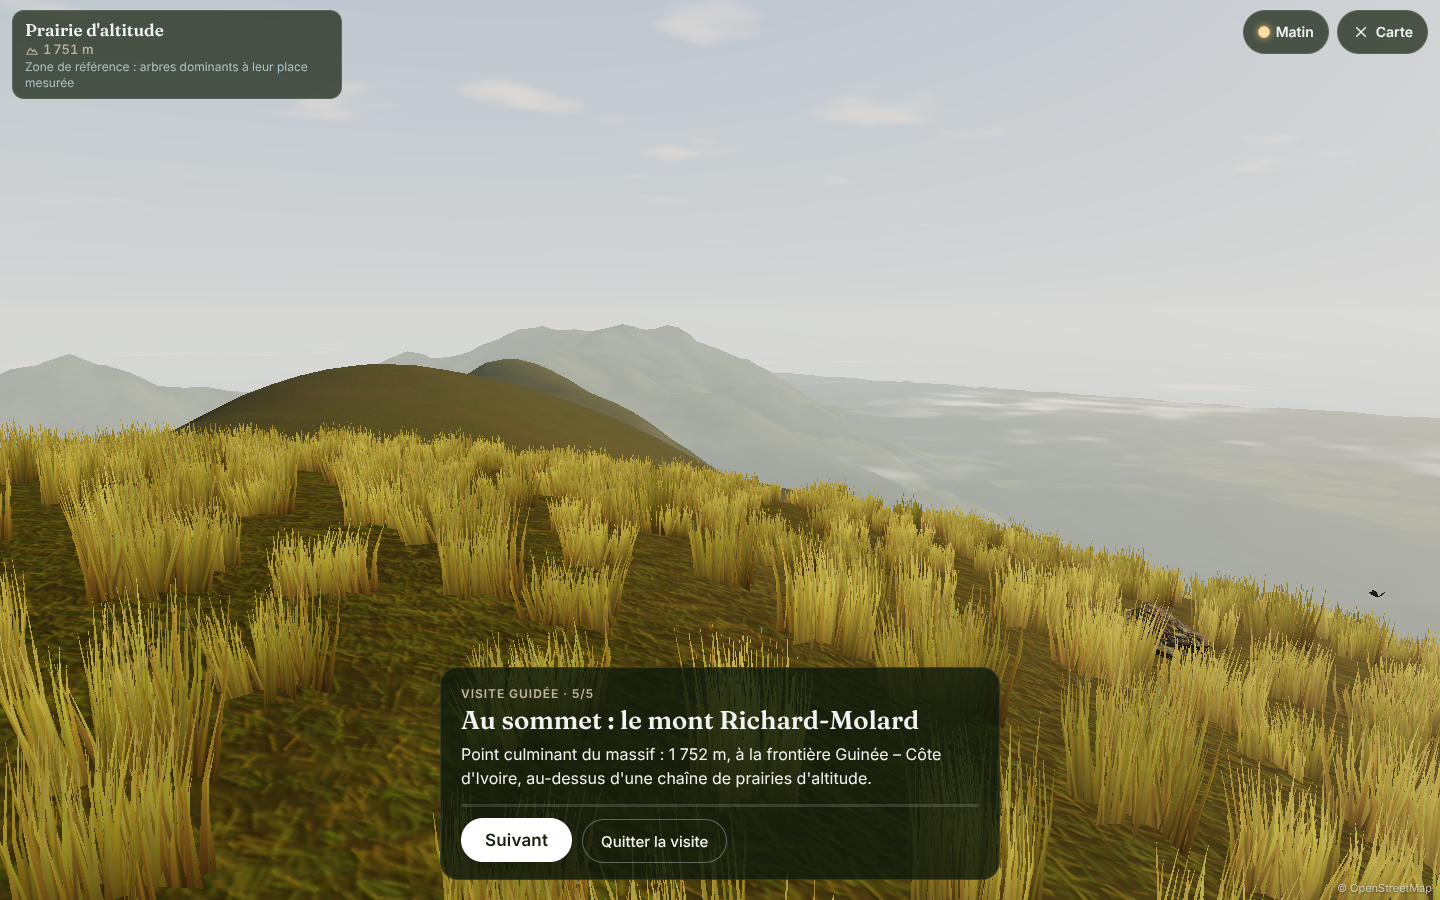 Prairie d'altitude
1 751 m
Zone de référence : arbres dominants à leur place
mesurée
Matin
Carte
VISITE GUIDÉE · 5/5
Au sommet : le mont Richard-Molard
Point culminant du massif : 1 752 m, à la frontière Guinée – Côte
d'Ivoire, au-dessus d'une chaîne de prairies d'altitude.
Suivant
Quitter la visite
© OpenStreetMap